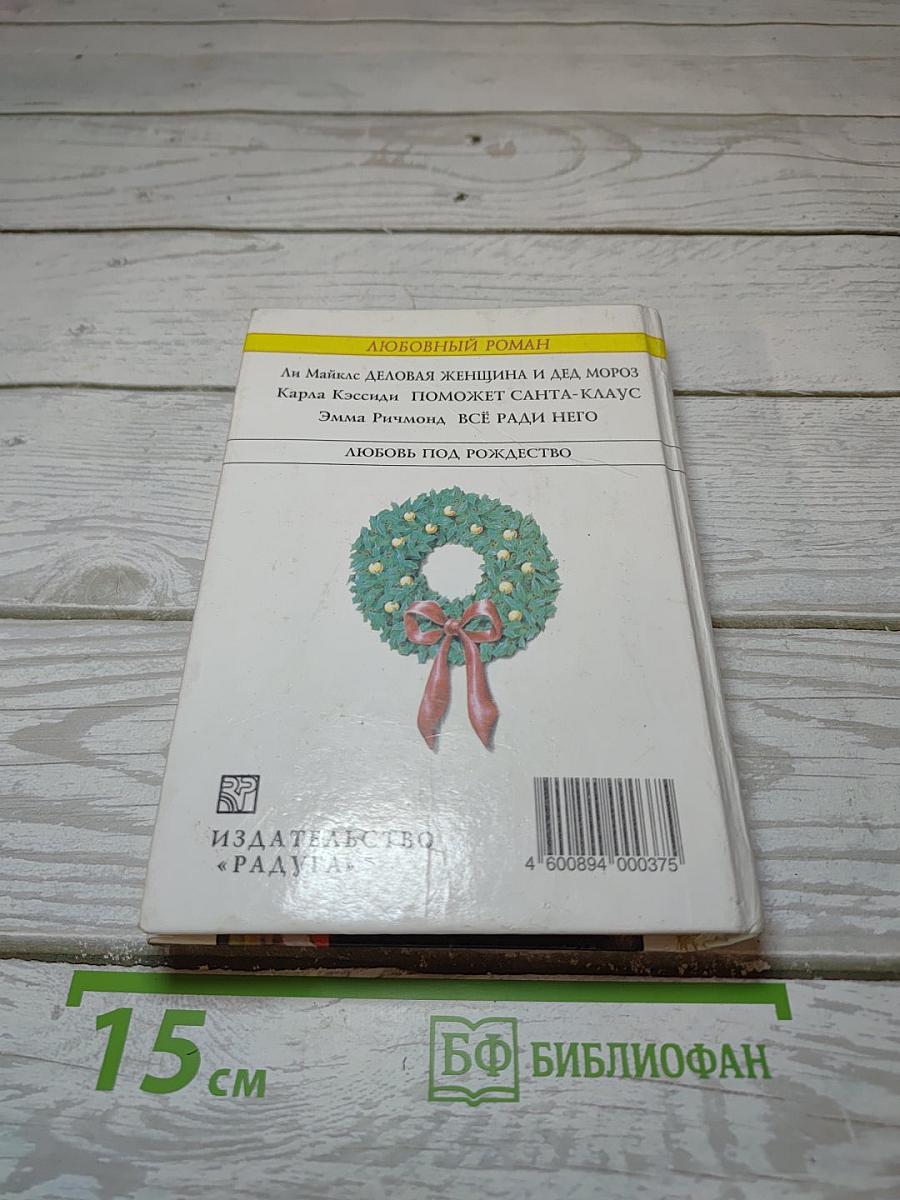 ЛЮБОВНЫЙ РОМАН
Ли Майклс ДЕЛОВАЯ ЖЕНЩИНА И ДЕД МОРОЗ
Карла Кэссиди ПОМОЖЕТ САНТА-КЛАУС
Эмма Ричмонд ВСЁ РАДИ НЕГО
ЛЮБОВЬ ПОД РОЖДЕСТВО
ИЗДАТЕЛЬСТВО
«РАДУГА»
4 600894 000375
15 см
БФ БИБЛИОФАН